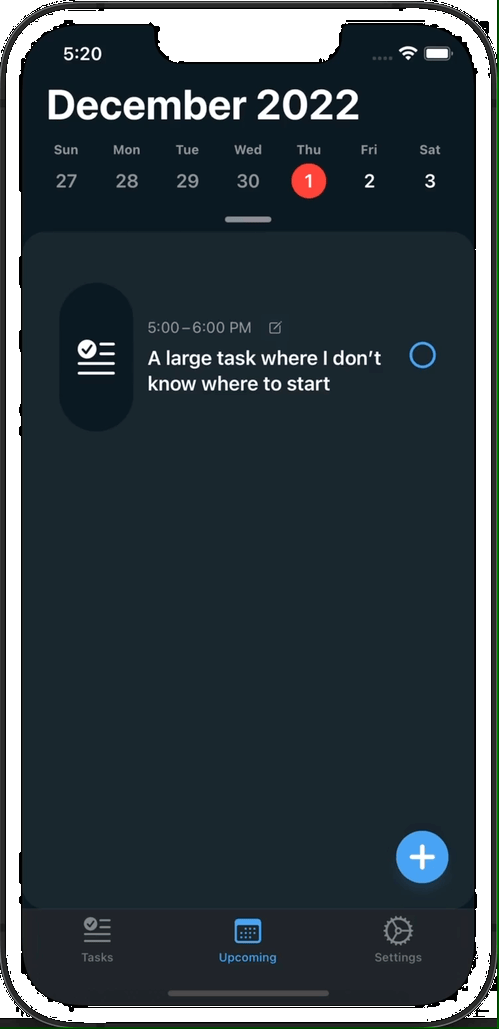 5:20
December 2022
Sun Mon Tue Wed Thu Fri Sat
27 28 29 30 1 2 3
5:00–6:00 PM
A large task where I don’t
know where to start
Tasks Upcoming Settings